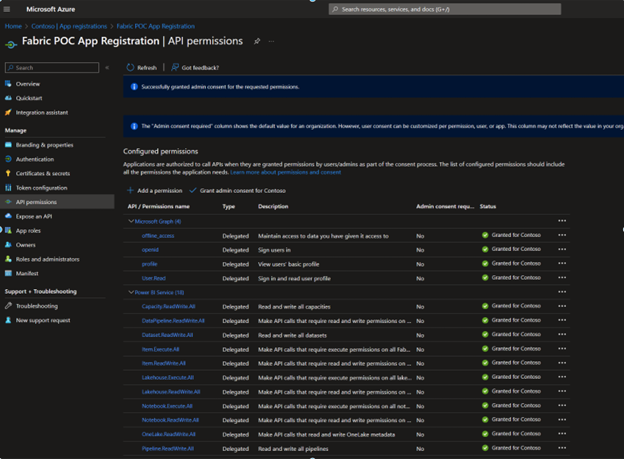 Microsoft Azure
Search resources, services, and docs (G+/)
Home > Contoso | App registrations > Fabric POC App Registration
Fabric POC App Registration | API permissions
Search
Refresh
Got feedback?
Overview
Quickstart
Integration assistant
Manage
Branding & properties
Authentication
Certificates & secrets
Token configuration
API permissions
Expose an API
App roles
Owners
Roles and administrators
Manifest
Support + Troubleshooting
Troubleshooting
New support request
Successfully granted admin consent for the requested permissions.
The "Admin consent required" column shows the default value for an organization. However, user consent can be customized per permission, user, or app. This column may not reflect the value in your org
Configured permissions
Applications are authorized to call APIs when they are granted permissions by users/admins as part of the consent process. The list of configured permissions should include
all the permissions the application needs. Learn more about permissions and consent
Add a permission Grant admin consent for Contoso
API / Permissions name Type Description Admin consent requ... Status
Microsoft Graph (4) ...
offline_access Delegated Maintain access to data you have given it access to No Granted for Contoso ...
openid Delegated Sign users in No Granted for Contoso ...
profile Delegated View users' basic profile No Granted for Contoso ...
User.Read Delegated Sign in and read user profile No Granted for Contoso ...
Power BI Service (18) ...
Capacity.ReadWrite.All Delegated Read and write all capacities No Granted for Contoso ...
DataPipeline.ReadWrite.All Delegated Make API calls that require read and write permissions on ... No Granted for Contoso ...
Dataset.ReadWrite.All Delegated Read and write all datasets No Granted for Contoso ...
Item.Execute.All Delegated Make API calls that require execute permissions on all Fab... No Granted for Contoso ...
Item.ReadWrite.All Delegated Make API calls that require read and write permissions on ... No Granted for Contoso ...
Lakehouse.Execute.All Delegated Make API calls that require execute permissions on all lake... No Granted for Contoso ...
Lakehouse.ReadWrite.All Delegated Make API calls that require read and write permissions on ... No Granted for Contoso ...
Notebook.Execute.All Delegated Make API calls that require execute permissions on all not... No Granted for Contoso ...
Notebook.ReadWrite.All Delegated Make API calls that require read and write permissions on ... No Granted for Contoso ...
OneLake.ReadWrite.All Delegated Make API calls that read and write OneLake metadata No Granted for Contoso ...
Pipeline.ReadWrite.All Delegated Read and write all pipelines No Granted for Contoso ...